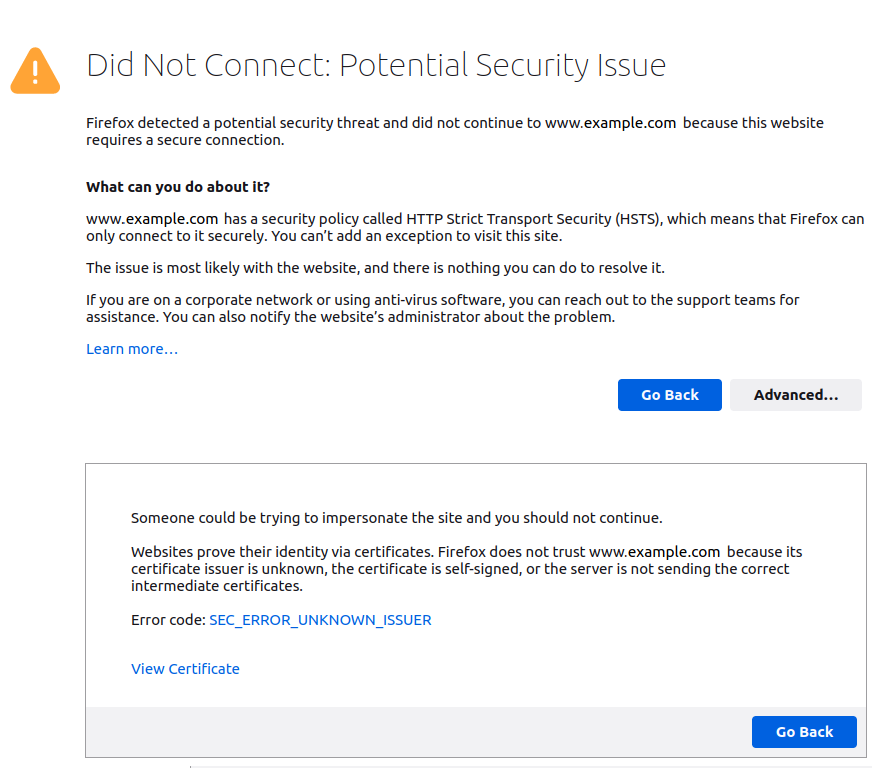 Did Not Connect: Potential Security Issue
Firefox detected a potential security threat and did not continue to www.example.com because this website
requires a secure connection.
What can you do about it?
www.example.com has a security policy called HTTP Strict Transport Security (HSTS), which means that Firefox can
only connect to it securely. You can’t add an exception to visit this site.
The issue is most likely with the website, and there is nothing you can do to resolve it.
If you are on a corporate network or using anti-virus software, you can reach out to the support teams for
assistance. You can also notify the website’s administrator about the problem.
Learn more…
Go Back
Advanced…
Someone could be trying to impersonate the site and you should not continue.
Websites prove their identity via certificates. Firefox does not trust www.example.com because its
certificate issuer is unknown, the certificate is self-signed, or the server is not sending the correct
intermediate certificates.
Error code: SEC_ERROR_UNKNOWN_ISSUER
View Certificate
Go Back